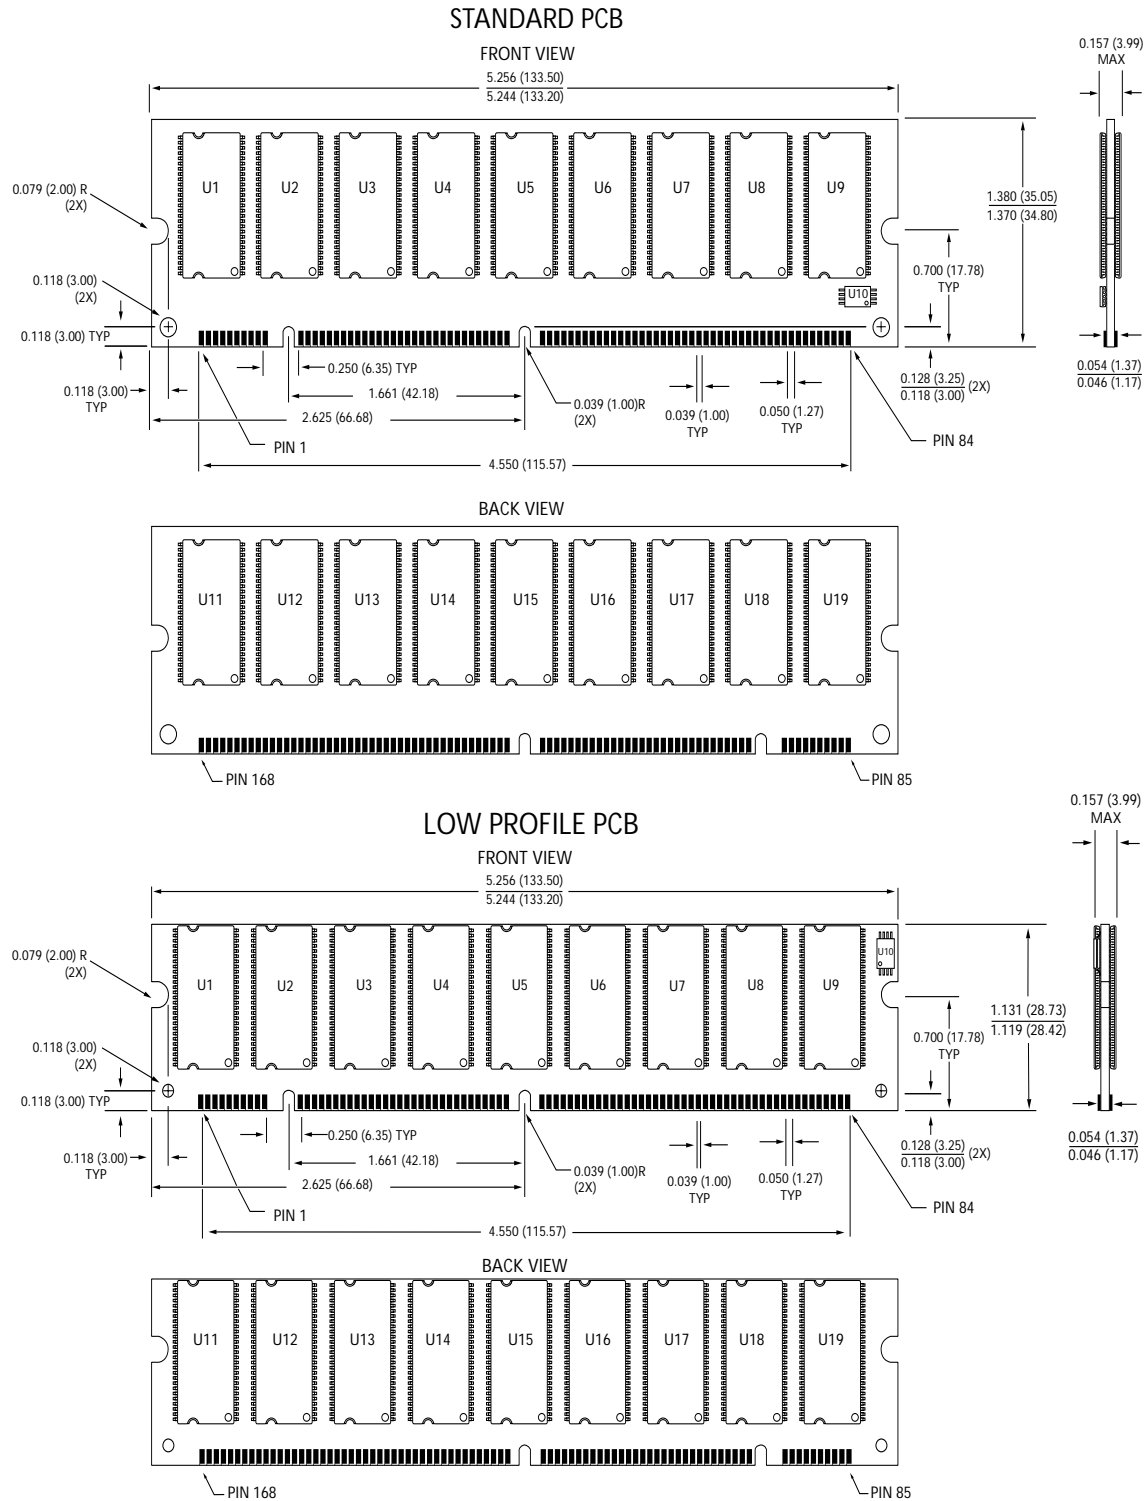 STANDARD PCB
FRONT VIEW
5.256 (133.50)
5.244 (133.20)
0.157 (3.99)
MAX
U1 U2 U3 U4 U5 U6 U7 U8 U9
0.079 (2.00) R
(2X)
1.380 (35.05)
1.370 (34.80)
0.118 (3.00)
(2X)
0.700 (17.78)
TYP
U10
0.118 (3.00) TYP
0.118 (3.00)
TYP
0.250 (6.35) TYP
1.661 (42.18)
2.625 (66.68)
0.039 (1.00)R
(2X)
0.039 (1.00)
TYP
0.050 (1.27)
TYP
0.128 (3.25)
0.118 (3.00)
(2X)
0.054 (1.37)
0.046 (1.17)
PIN 1
PIN 84
4.550 (115.57)
BACK VIEW
U11 U12 U13 U14 U15 U16 U17 U18 U19
PIN 168
PIN 85
LOW PROFILE PCB
FRONT VIEW
5.256 (133.50)
5.244 (133.20)
0.157 (3.99)
MAX
U1 U2 U3 U4 U5 U6 U7 U8 U9
U10
0.079 (2.00) R
(2X)
1.131 (28.73)
1.119 (28.42)
0.700 (17.78)
TYP
0.118 (3.00)
(2X)
0.118 (3.00) TYP
0.118 (3.00)
TYP
0.250 (6.35) TYP
1.661 (42.18)
2.625 (66.68)
0.039 (1.00)R
(2X)
0.039 (1.00)
TYP
0.050 (1.27)
TYP
0.128 (3.25)
0.118 (3.00)
(2X)
0.054 (1.37)
0.046 (1.17)
PIN 1
PIN 84
4.550 (115.57)
BACK VIEW
U11 U12 U13 U14 U15 U16 U17 U18 U19
PIN 168
PIN 85